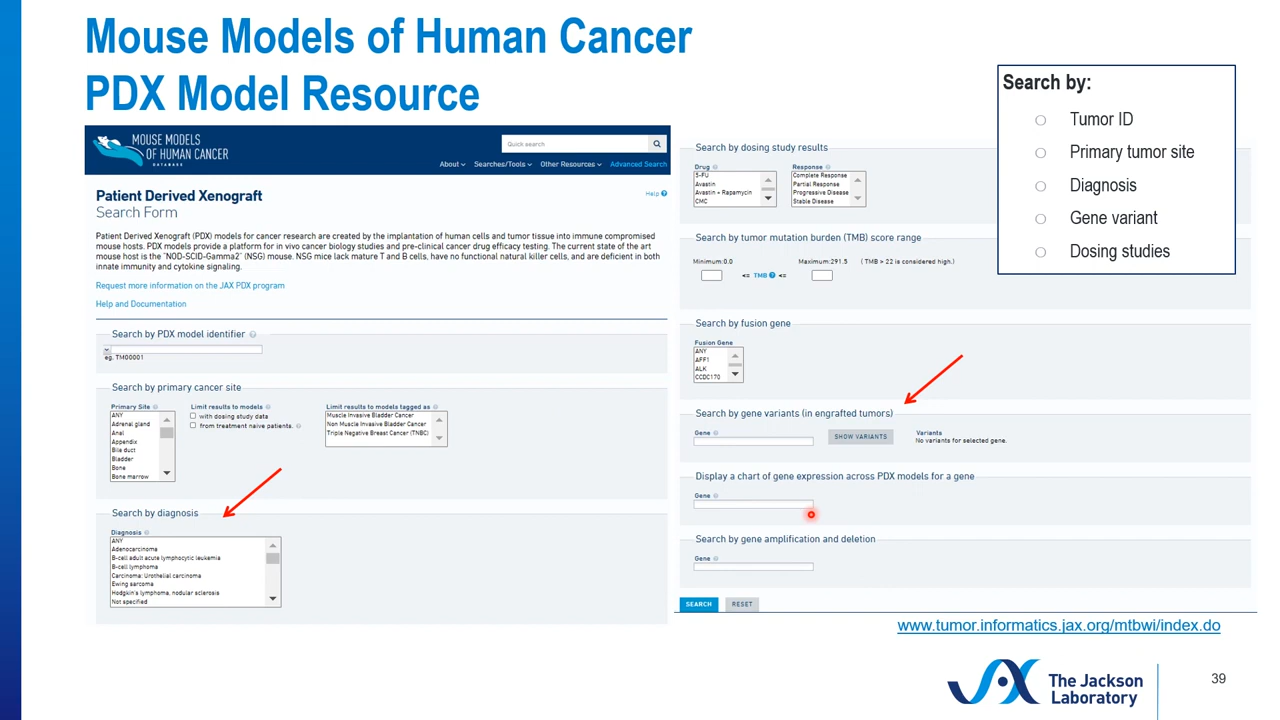 Mouse Models of Human Cancer
PDX Model Resource
MOUSE MODELS
OF HUMAN CANCER
DATABASE
Quick search
About
Searches/Tools
Other Resources
Advanced Search
Patient Derived Xenograft
Search Form
Help
Patient Derived Xenograft (PDX) models for cancer research are created by the implantation of human cells and tumor tissue into immune compromised
mouse hosts. PDX models provide a platform for in vivo cancer biology studies and pre-clinical cancer drug efficacy testing. The current state of the art
mouse host is the "NOD-SCID-Gamma2" (NSG) mouse. NSG mice lack mature T and B cells, have no functional natural killer cells, and are deficient in both
innate immunity and cytokine signaling.
Request more information on the JAX PDX program
Help and Documentation
Search by PDX model identifier
eg. TM00001
Search by primary cancer site
Primary Site
ANY
Adrenal gland
Anal
Appendix
Bile duct
Bladder
Bone
Bone marrow
Limit results to models
with dosing study data
from treatment naive patients.
Limit results to models tagged as
Muscle Invasive Bladder Cancer
Non Muscle Invasive Bladder Cancer
Triple Negative Breast Cancer (TNBC)
Search by diagnosis
Diagnosis
ANY
Adenocarcinoma
B-cell adult acute lymphocytic leukemia
B-cell lymphoma
Carcinoma: Urothelial carcinoma
Ewing sarcoma
Hodgkin's lymphoma, nodular sclerosis
Not specified
Search by dosing study results
Drug
5-FU
Avastin
Avastin + Rapamycin
CMC
Response
Complete Response
Partial Response
Progressive Disease
Stable Disease
Search by tumor mutation burden (TMB) score range
Minimum:0.0
Maximum:291.5
( TMB > 22 is considered high.)
<= TMB <=
Search by fusion gene
Fusion Gene
ANY
AFF1
ALK
CCDC170
Search by gene variants (in engrafted tumors)
Gene
SHOW VARIANTS
Variants
No variants for selected gene.
Display a chart of gene expression across PDX models for a gene
Gene
Search by gene amplification and deletion
Gene
SEARCH
RESET
Search by:
Tumor ID
Primary tumor site
Diagnosis
Gene variant
Dosing studies
www.tumor.informatics.jax.org/mtbwi/index.do
JAX
The Jackson
Laboratory
39